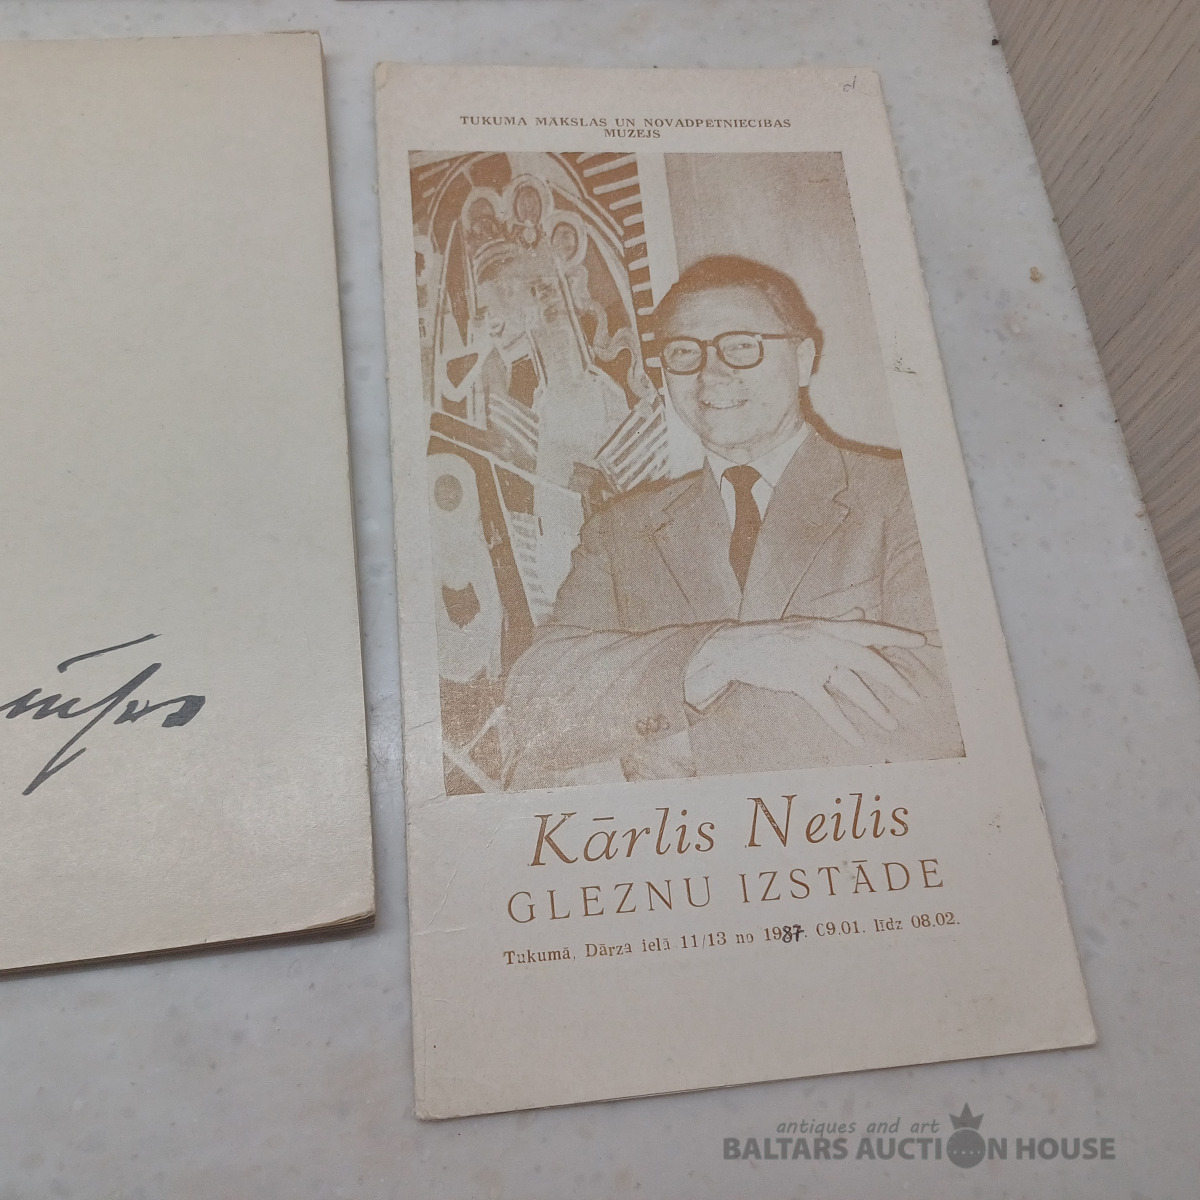 TUKUMA MĀKSLAS UN NOVADPETNIECĪBAS
MUZEJS
Kārlis Neilis
GLEZNU IZSTĀDE
Tukumā, Dārza ielā 11/13 no 1987. 09.01. līdz 08.02.
antiques and art
BALTARS AUCTION HOUSE